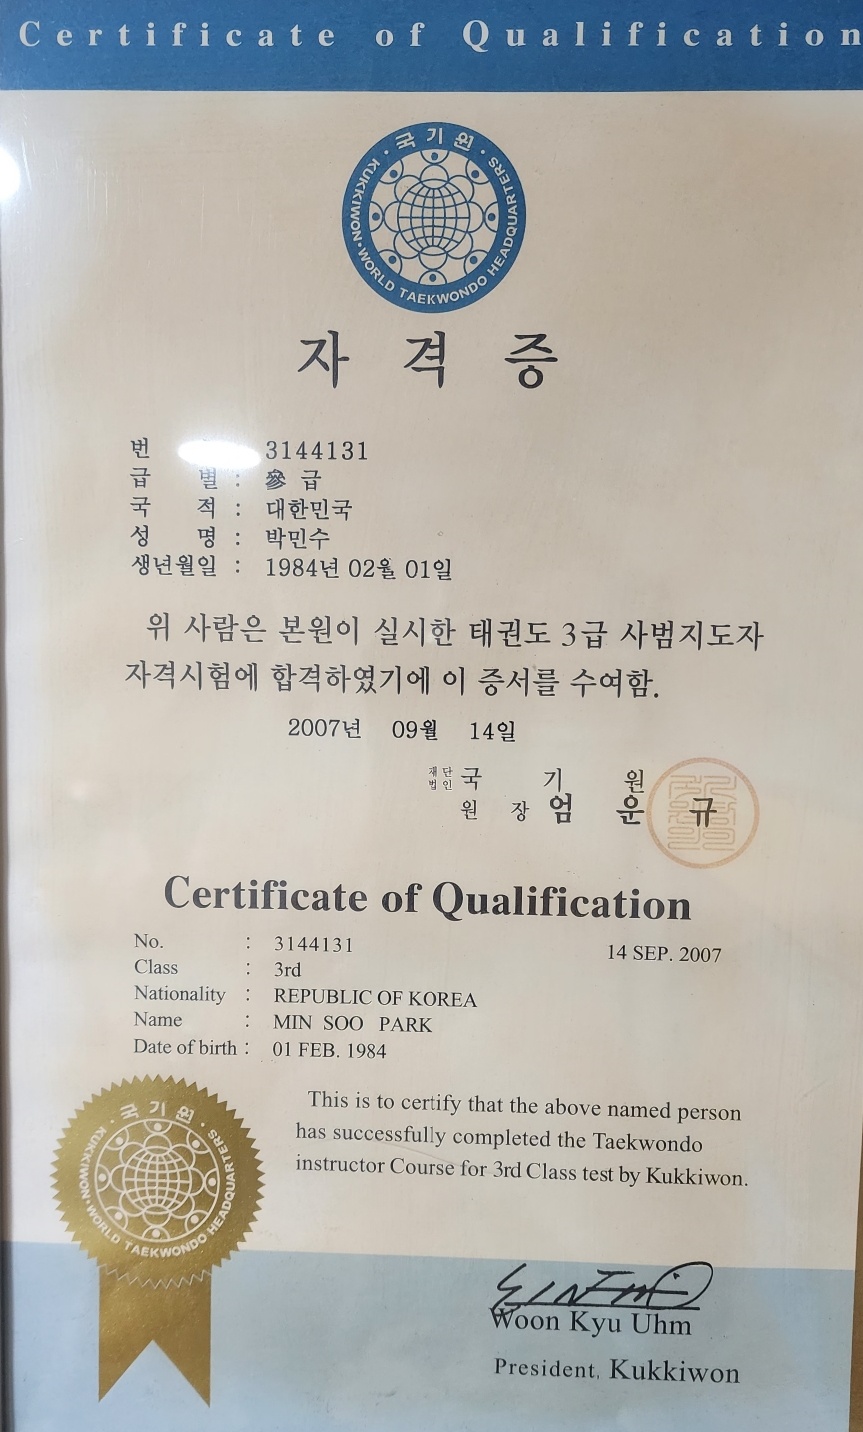 Certificate of Qualification
· 국기원 ·
KUKKIWON · WORLD TAEKWONDO HEADQUARTERS
자 격 증
번 3144131
급 별 : 參 급
국 적 : 대한민국
성 명 : 박민수
생년월일 : 1984년 02월 01일
위 사람은 본원이 실시한 태권도 3급 사범지도자
자격시험에 합격하였기에 이 증서를 수여함.
2007년 09월 14일
재단법인 국 기 원
원 장 엄 운 규
Certificate of Qualification
No. : 3144131
14 SEP. 2007
Class : 3rd
Nationality : REPUBLIC OF KOREA
Name : MIN SOO PARK
Date of birth : 01 FEB. 1984
This is to certify that the above named person
has successfully completed the Taekwondo
instructor Course for 3rd Class test by Kukkiwon.
· 국기원 ·
KUKKIWON · WORLD TAEKWONDO HEADQUARTERS
Woon Kyu Uhm
President, Kukkiwon